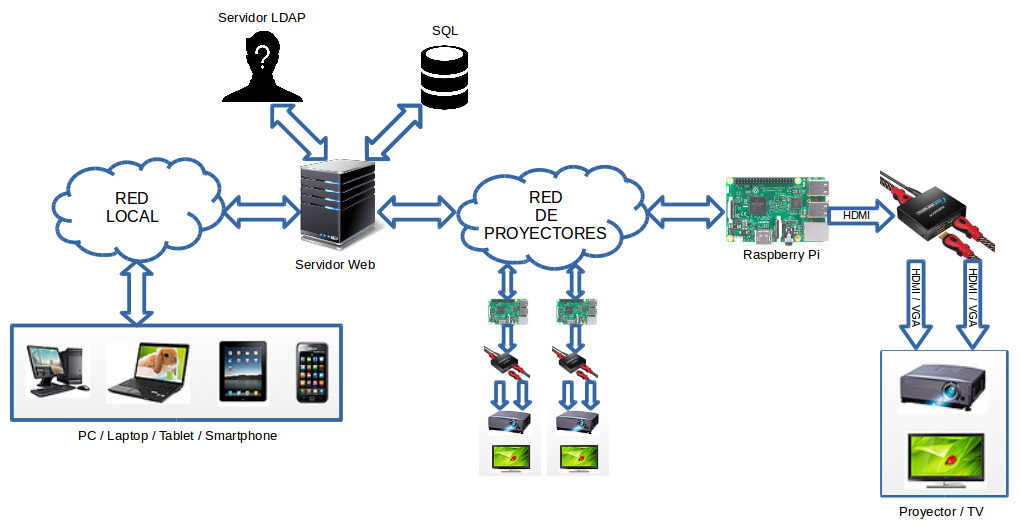 Servidor LDAP
SQL
?
RED
LOCAL
Servidor Web
RED
DE
PROYECTORES
Raspberry Pi
HDMI
HDMI / VGA
HDMI / VGA
PC / Laptop / Tablet / Smartphone
Proyector / TV